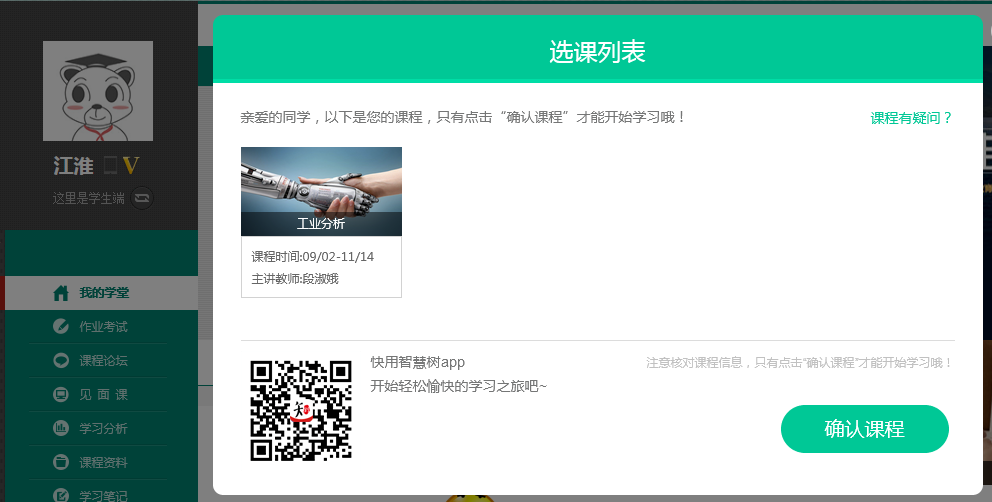 选课列表
亲爱的同学，以下是您的课程，只有点击“确认课程”才能开始学习哦！
课程有疑问？
工业分析
课程时间:09/02-11/14
主讲教师:段淑娥
快用智慧树app
开始轻松愉快的学习之旅吧~
注意核对课程信息，只有点击“确认课程”才能开始学习哦！
确认课程
江淮 V
这里是学生端
我的学堂
作业考试
课程论坛
见 面 课
学习分析
课程资料
学习笔记